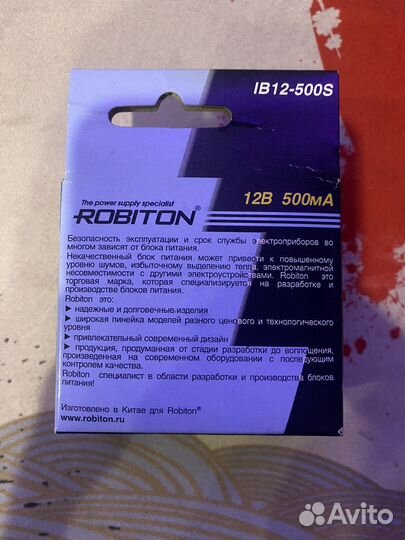 IB12-500S
The power supply specialist
ROBITON®
12В 500мА
Безопасность эксплуатации и срок службы электроприборов во
многом зависят от блока питания.
Некачественный блок питания может привести к повышенному
уровню шумов, избыточному выделению тепла, электромагнитной
несовместимости с другими электроустройствами. Robiton это
торговая марка, которая специализируется на разработке и
производстве блоков питания.
Robiton это:
▶ надежные и долговечные изделия
▶ широкая линейка моделей разного ценового и технологического
уровня
▶ привлекательный современный дизайн
▶ продукция, продуманная от стадии разработки до воплощения,
произведенная на современном оборудовании с последующим
контролем качества.
Robiton специалист в области разработки и производства блоков
питания!
Изготовлено в Китае для Robiton®
www.robiton.ru
Avito